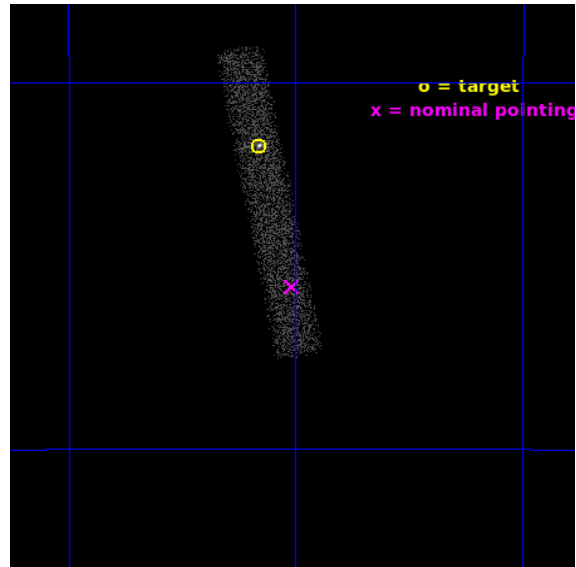 o = target
x = nominal pointing